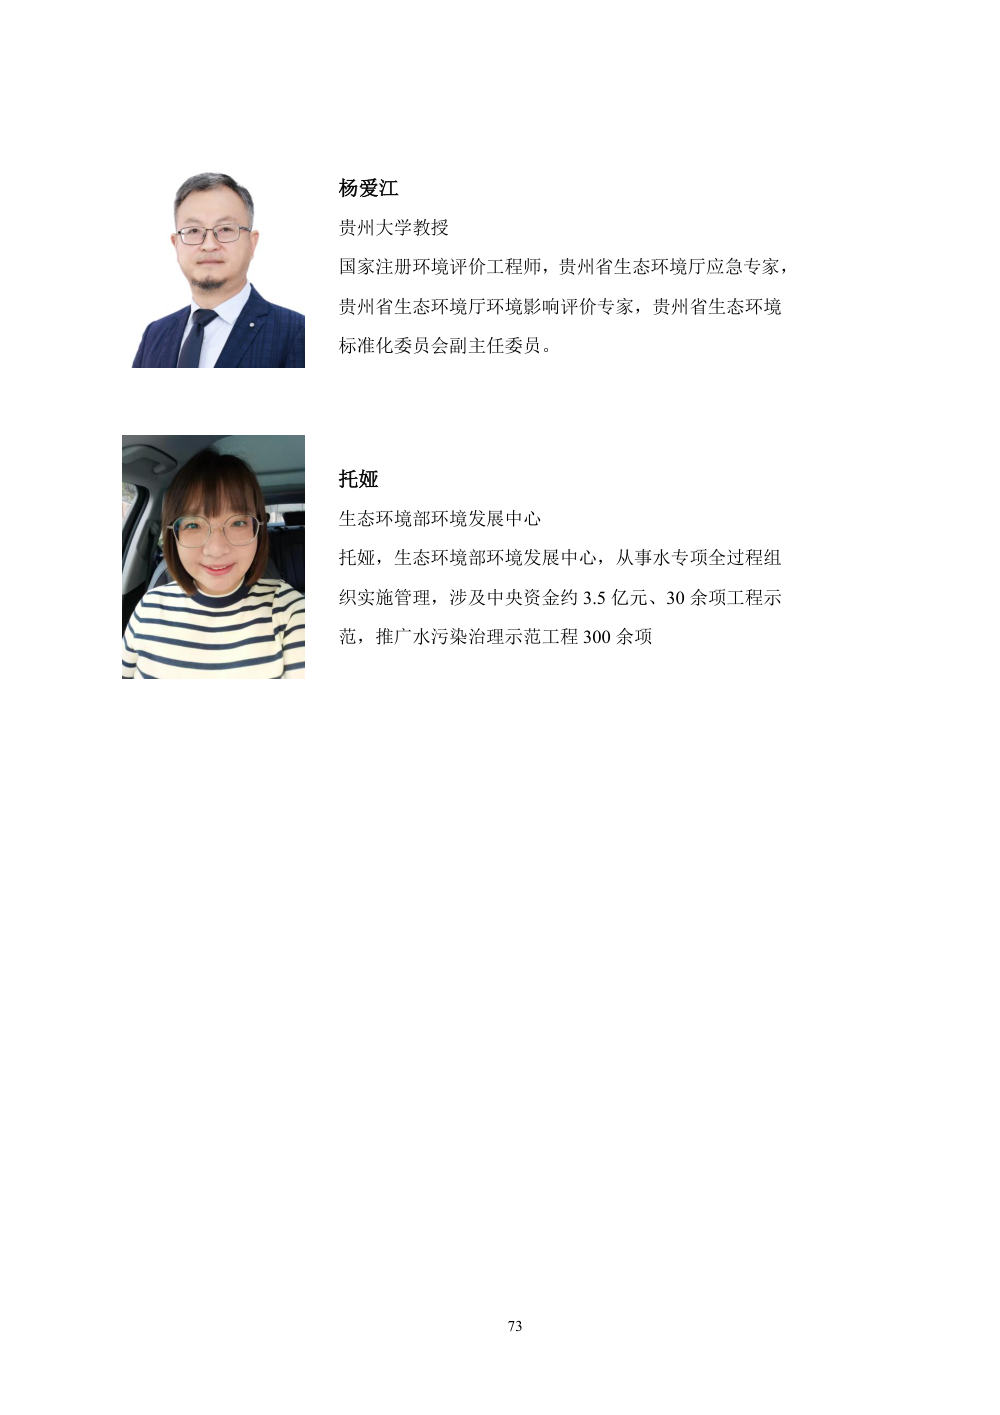 杨爱江
贵州大学教授
国家注册环境评价工程师，贵州省生态环境厅应急专家，
贵州省生态环境厅环境影响评价专家，贵州省生态环境
标准化委员会副主任委员。
托娅
生态环境部环境发展中心
托娅，生态环境部环境发展中心，从事水专项全过程组
织实施管理，涉及中央资金约 3.5 亿元、30 余项工程示
范，推广水污染治理示范工程 300 余项
73